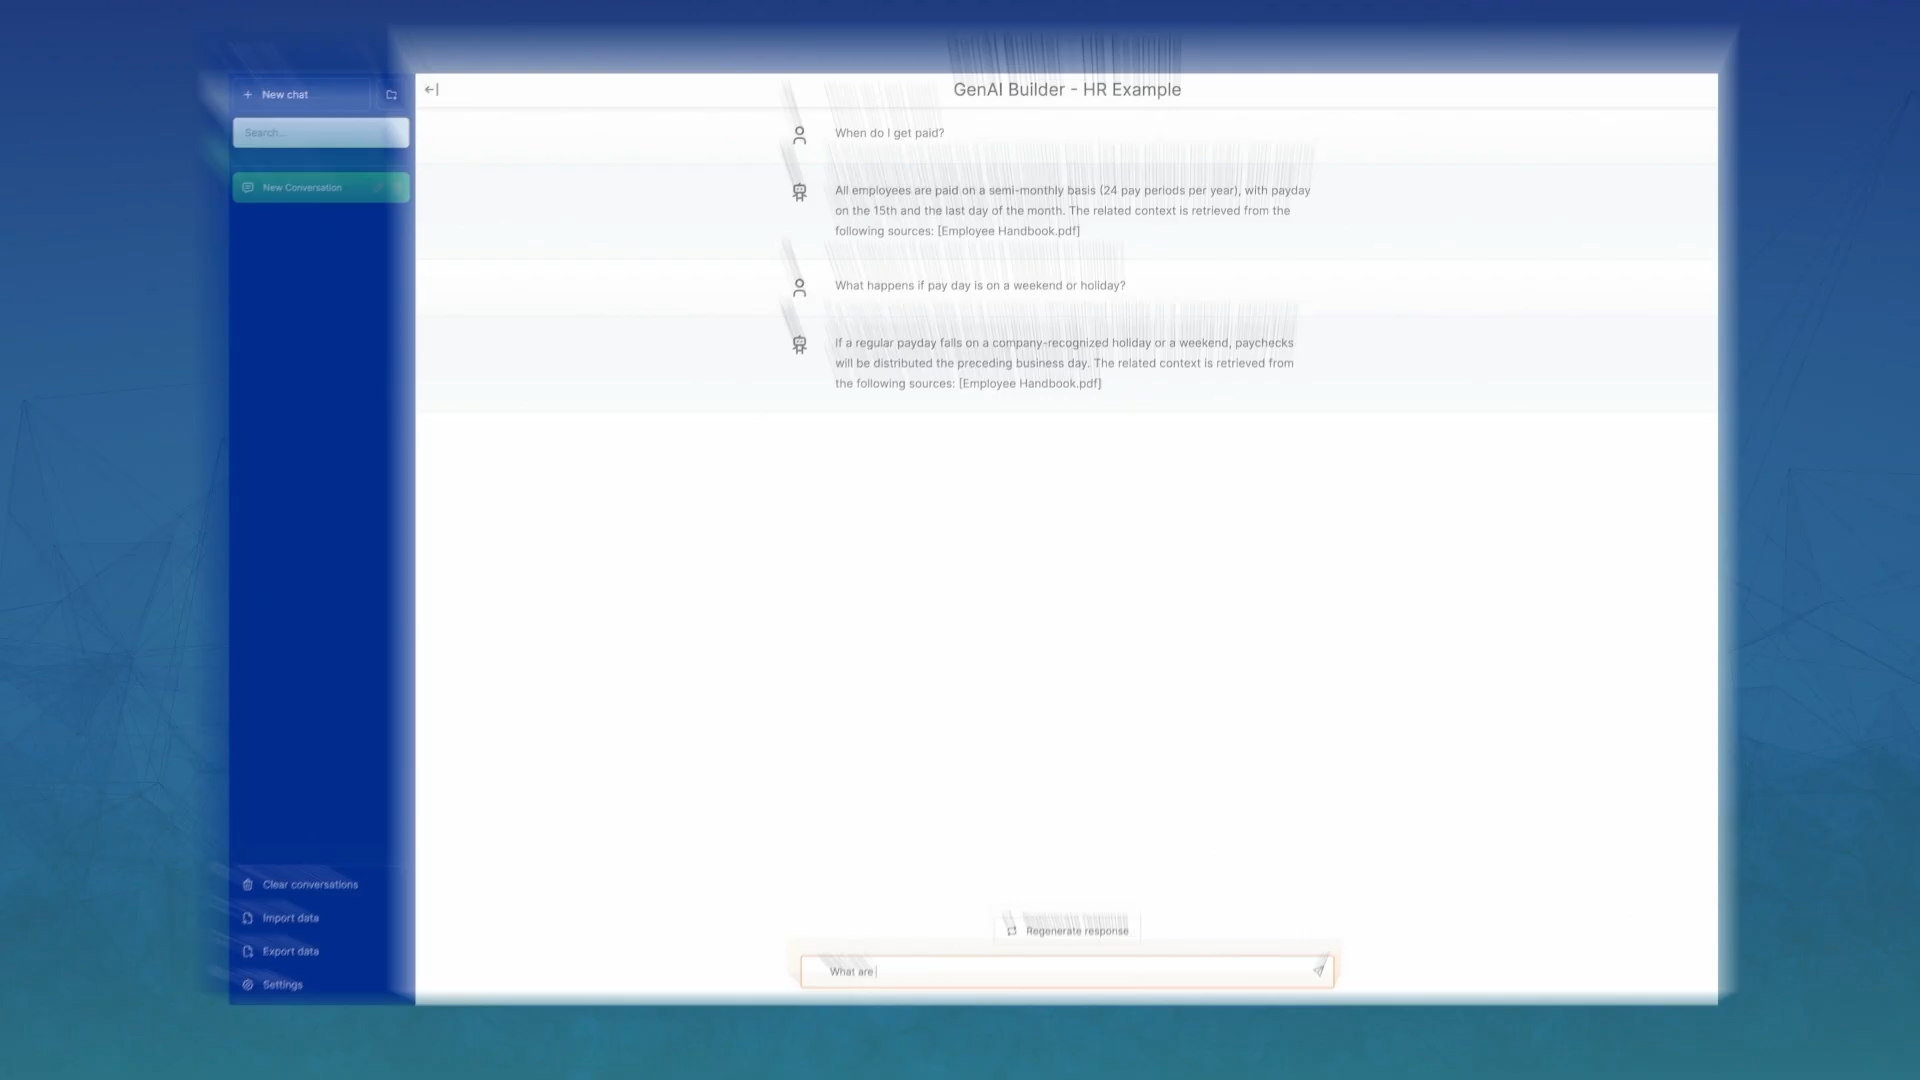 New chat
Search...
New Conversation
Clear conversations
Import data
Export data
Settings
GenAI Builder - HR Example
When do I get paid?
All employees are paid on a semi-monthly basis (24 pay periods per year), with payday
on the 15th and the last day of the month. The related context is retrieved from the
following sources: [Employee Handbook.pdf]
What happens if pay day is on a weekend or holiday?
If a regular payday falls on a company-recognized holiday or a weekend, paychecks
will be distributed the preceding business day. The related context is retrieved from
the following sources: [Employee Handbook.pdf]
Regenerate response
What are